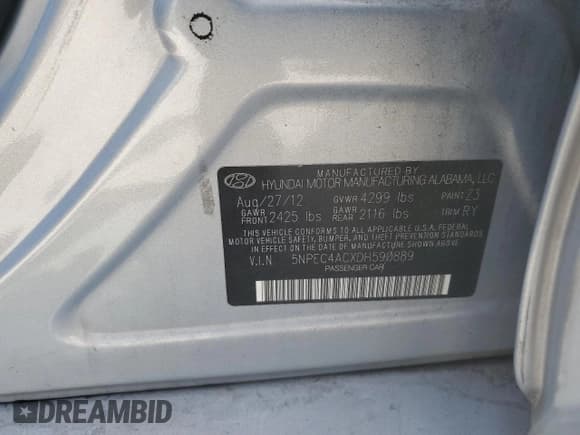 MANUFACTURED BY
HYUNDAI MOTOR MANUFACTURING ALABAMA, LLC
Aug/27/12 GVWR 4299 lbs PAINT Z3
GAWR FRONT 2425 lbs GAWR REAR 2116 lbs TRIM RY
THIS VEHICLE CONFORMS TO ALL APPLICABLE U.S.A. FEDERAL
MOTOR VEHICLE SAFETY, BUMPER, AND THEFT PREVENTION STANDARDS
IN EFFECT ON THE DATE OF MANUFACTURE SHOWN ABOVE.
V.I.N 5NPEC4ACXDH590889
PASSENGER CAR
DREAMBID